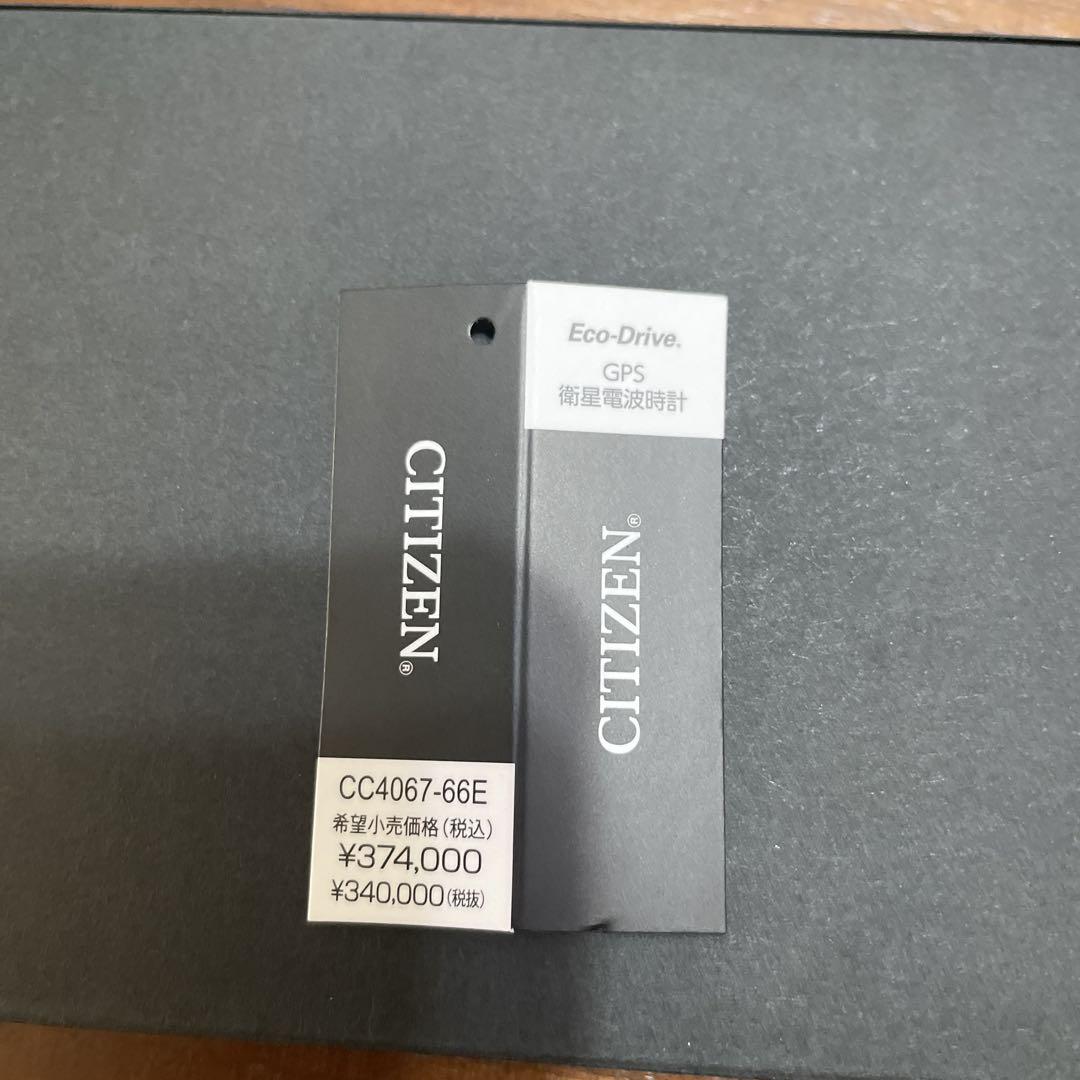 CITIZEN®
CC4067-66E
希望小売価格(税込)
¥374,000
¥340,000(税抜)
Eco-Drive.
GPS
衛星電波時計
CITIZEN®